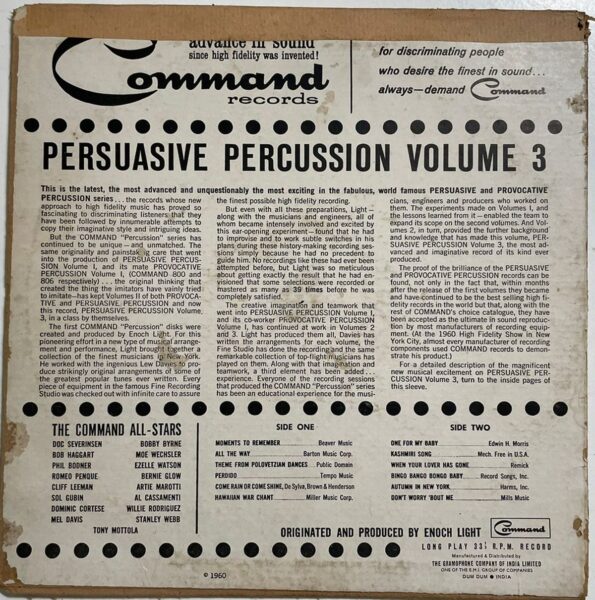 advance in sound
since high fidelity was invented!
Command
records
for discriminating people
who desire the finest in sound...
always—demand Command
PERSUASIVE PERCUSSION VOLUME 3
This is the latest, the most advanced and unquestionably the most exciting in the fabulous, world famous PERSUASIVE and PROVOCATIVE
PERCUSSION series . . . the records whose new
approach to high fidelity music has proved so
fascinating to discriminating listeners that they
have been followed by innumerable attempts to
copy their imaginative style and intriguing ideas.
But the COMMAND "Percussion" series has
continued to be unique—and unmatched. The
same originality and painstaking care that went
into the production of PERSUASIVE PERCUS-
SION Volume I, and its mate PROVOCATIVE
PERCUSSION Volume I, (COMMAND 800 and
806 respectively) . . . the original thinking that
created the thing the imitators have vainly tried
to imitate—has kept Volumes II of both PROVOCA-
TIVE and PERSUASIVE PERCUSSION and now
this record, PERSUASIVE PERCUSSION Volume
3, in a class by themselves.
The first COMMAND "Percussion" disks were
created and produced by Enoch Light. For this
pioneering effort in a new type of musical arrange-
ment and performance, Light brought together a
collection of the finest musicians to work.
He worked with the ingenious Lew Davies to pro-
duce strikingly original arrangements of some of
the greatest popular tunes ever written. Every
piece of equipment in the famous Fine Recording
Studio was checked out with infinite care to assure
the finest possible high fidelity recording.
But even with all these preparations, Light —
along with the musicians and engineers, all of
whom became intensely involved and excited by
this ear-opening experiment—found that he had
to improvise and to work subtle switches in his
plans during these history-making recording ses-
sions simply because he had no precedent to
guide him. No recordings like these had ever been
attempted before, but Light was so meticulous
about getting exactly the result that he had en-
visioned that some selections were recorded or
mastered as many as 39 times before he was
completely satisfied.
The creative imagination and teamwork that
went into PERSUASIVE PERCUSSION Volume I,
and its co-worker PROVOCATIVE PERCUSSION
Volume I, has continued at work in Volumes 2
and 3. Light has produced them all, Davies has
written the arrangements for each volume, the
Fine Studio has done the recording and the same
remarkable collection of top-flight musicians has
played on them. Along with that imagination and
teamwork, a third element has been added . . .
experience. Everyone of the recording sessions
that produced the COMMAND "Percussion" series
has been an educational experience for the musi-
cians, engineers and producers who worked on
them. The experiments made on Volumes I, and
the lessons learned from it—enabled the team to
expand its scope on the second volumes. And Vol-
umes 2, in turn, provided the further background
and knowledge that has made this volume, PER-
SUASIVE PERCUSSION Volume 3, the most ad-
vanced and imaginative record of its kind ever
produced.
The proof of the brilliance of the PERSUASIVE
and PROVOCATIVE PERCUSSION records can be
found, not only in the fact that, within months
after the release of the first volumes they became
and have continued to be the best selling high fi-
delity records in the world but that, along with the
rest of COMMAND'S choice catalogue, they have
been accepted as the ultimate in sound reproduc-
tion by most manufacturers of recording equip-
ment. (At the 1960 High Fidelity Show in New
York City, almost every manufacturer of recording
components used COMMAND records to demon-
strate his product.)
For a detailed description of the magnificent
new musical excitement on PERSUASIVE PER-
CUSSION Volume 3, turn to the inside pages of
this sleeve.
THE COMMAND ALL-STARS
DOC SEVERINSEN BOBBY BYRNE
BOB HAGGART MOE WECHSLER
PHIL BODNER EZELLE WATSON
ROMEO PENQUE BERNIE GLOW
CLIFF LEEMAN ARTIE MAROTTI
SOL GUBIN AL CASSAMENTI
DOMINIC CORTESE WILLIE RODRIGUEZ
MEL DAVIS STANLEY WEBB
TONY MOTTOLA
SIDE ONE
MOMENTS TO REMEMBER Beaver Music
ALL THE WAY Barton Music Corp.
THEME FROM POLOVETZIAN DANCES Public Domain
PERDIDO Tempo Music
COME RAIN OR COME SHINE, De Sylva, Brown & Henderson
HAWAIIAN WAR CHANT Miller Music Corp.
SIDE TWO
ONE FOR MY BABY Edwin H. Morris
KASHMIRI SONG Mech. Free in U.S.A.
WHEN YOUR LOVER HAS GONE Remick
BINGO BANGO BONGO BABY Record Songs, Inc.
AUTUMN IN NEW YORK Harms, Inc.
DON'T WORRY 'BOUT ME Mills Music
ORIGINATED AND PRODUCED BY ENOCH LIGHT
Command
LONG PLAY 33⅓ R.P.M. RECORD
Manufactured & Distributed by
THE GRAMOPHONE COMPANY OF INDIA LIMITED
ONE OF THE E.M.I. GROUP OF COMPANIES
DUM DUM ● INDIA
© 1960